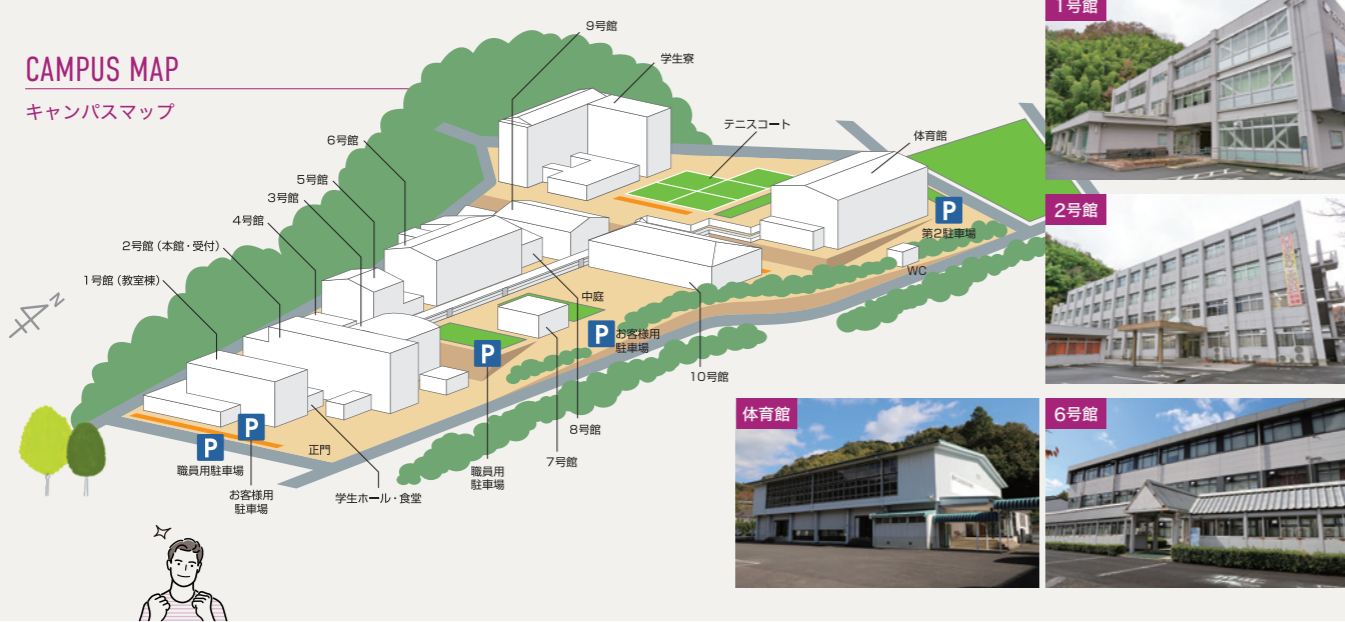 CAMPUS MAP
キャンパスマップ
9号館
学生寮
6号館
テニスコート
体育館
5号館
3号館
4号館
2号館（本館・受付）
1号館（教室棟）
N
P
第2駐車場
WC
中庭
P
お客様用
駐車場
P
10号館
8号館
7号館
職員用
駐車場
P
P
正門
職員用駐車場
お客様用
駐車場
学生ホール・食堂
1号館
2号館
体育館
6号館